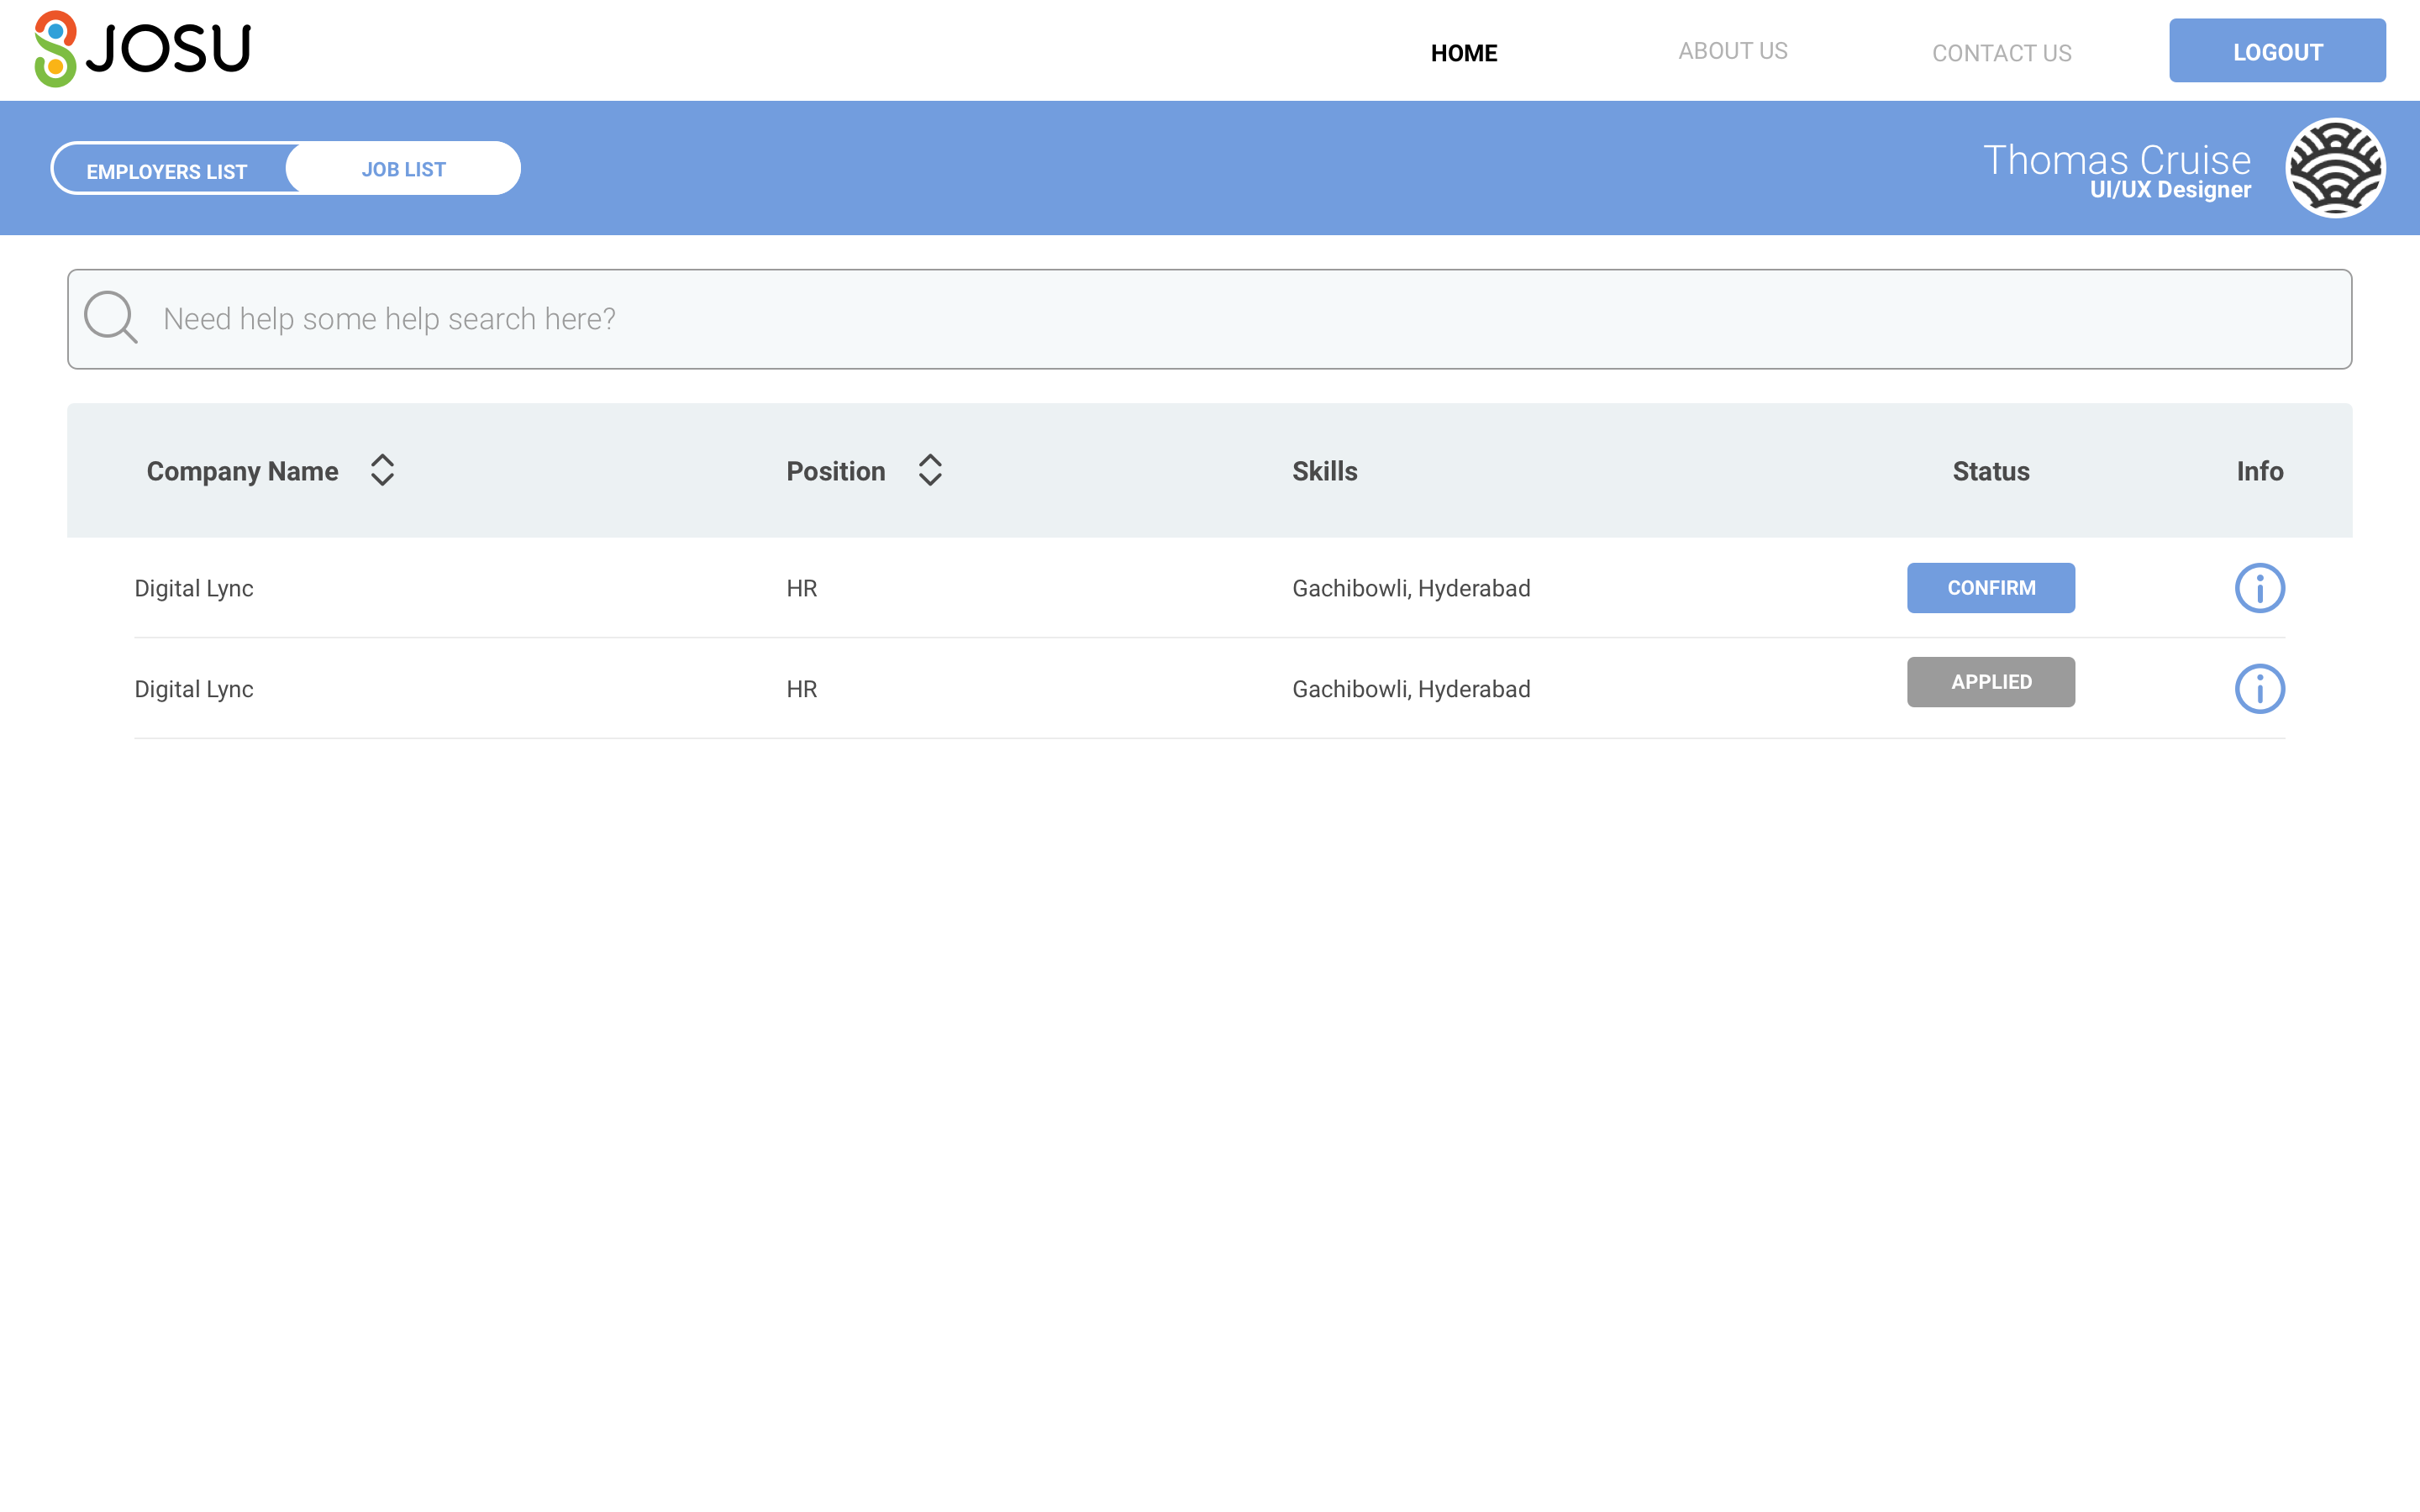 JOSU
HOME ABOUT US CONTACT US LOGOUT
EMPLOYERS LIST JOB LIST
Thomas Cruise
UI/UX Designer
Need help some help search here?
Company Name Position Skills Status Info
Digital Lync HR Gachibowli, Hyderabad CONFIRM
Digital Lync HR Gachibowli, Hyderabad APPLIED